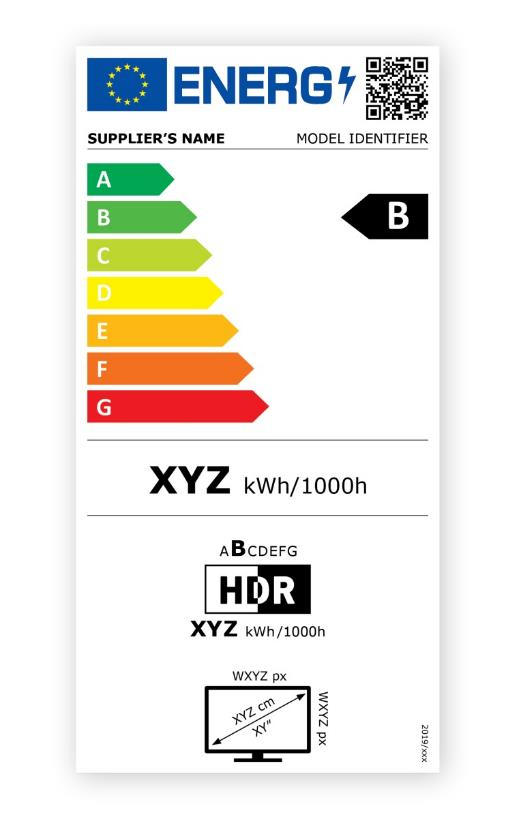 ENERG
SUPPLIER'S NAME
MODEL IDENTIFIER
A
B
B
C
D
E
F
G
XYZ kWh/1000h
ABCDEFG
HDR
XYZ kWh/1000h
WXYZ px
XYZ cm
XY"
WXYZ px
2019/xxx